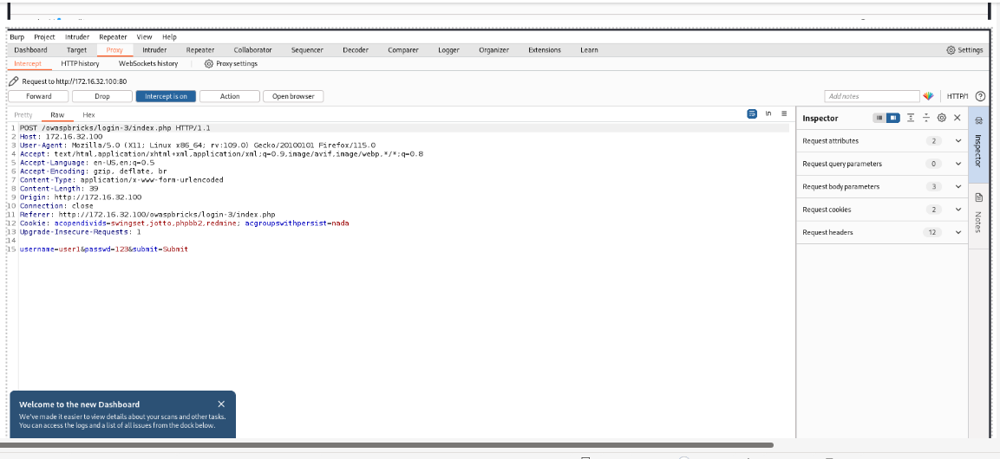 Burp Project Intruder Repeater View Help
Dashboard Target Proxy Intruder Repeater Collaborator Sequencer Decoder Comparer Logger Organizer Extensions Learn Settings
Intercept HTTP history WebSockets history Proxy settings
Request to http://172.16.32.100:80
Forward Drop Intercept is on Action Open browser Add notes HTTP/1
Pretty Raw Hex \n
1 POST /owaspbricks/login-3/index.php HTTP/1.1
2 Host: 172.16.32.100
3 User-Agent: Mozilla/5.0 (X11; Linux x86_64; rv:109.0) Gecko/20100101 Firefox/115.0
4 Accept: text/html,application/xhtml+xml,application/xml;q=0.9,image/avif,image/webp,*/*;q=0.8
5 Accept-Language: en-US,en;q=0.5
6 Accept-Encoding: gzip, deflate, br
7 Content-Type: application/x-www-form-urlencoded
8 Content-Length: 39
9 Origin: http://172.16.32.100
10 Connection: close
11 Referer: http://172.16.32.100/owaspbricks/login-3/index.php
12 Cookie: acopendivids=swingset,jotto,phpbb2,redmine; acgroupswithpersist=nada
13 Upgrade-Insecure-Requests: 1
14
15 username=user1&passwd=123&submit=Submit
Inspector
Request attributes 2
Request query parameters 0
Request body parameters 3
Request cookies 2
Request headers 12
Inspector
Notes
Welcome to the new Dashboard
We've made it easier to view details about your scans and other tasks.
You can access the logs and a list of all issues from the dock below.